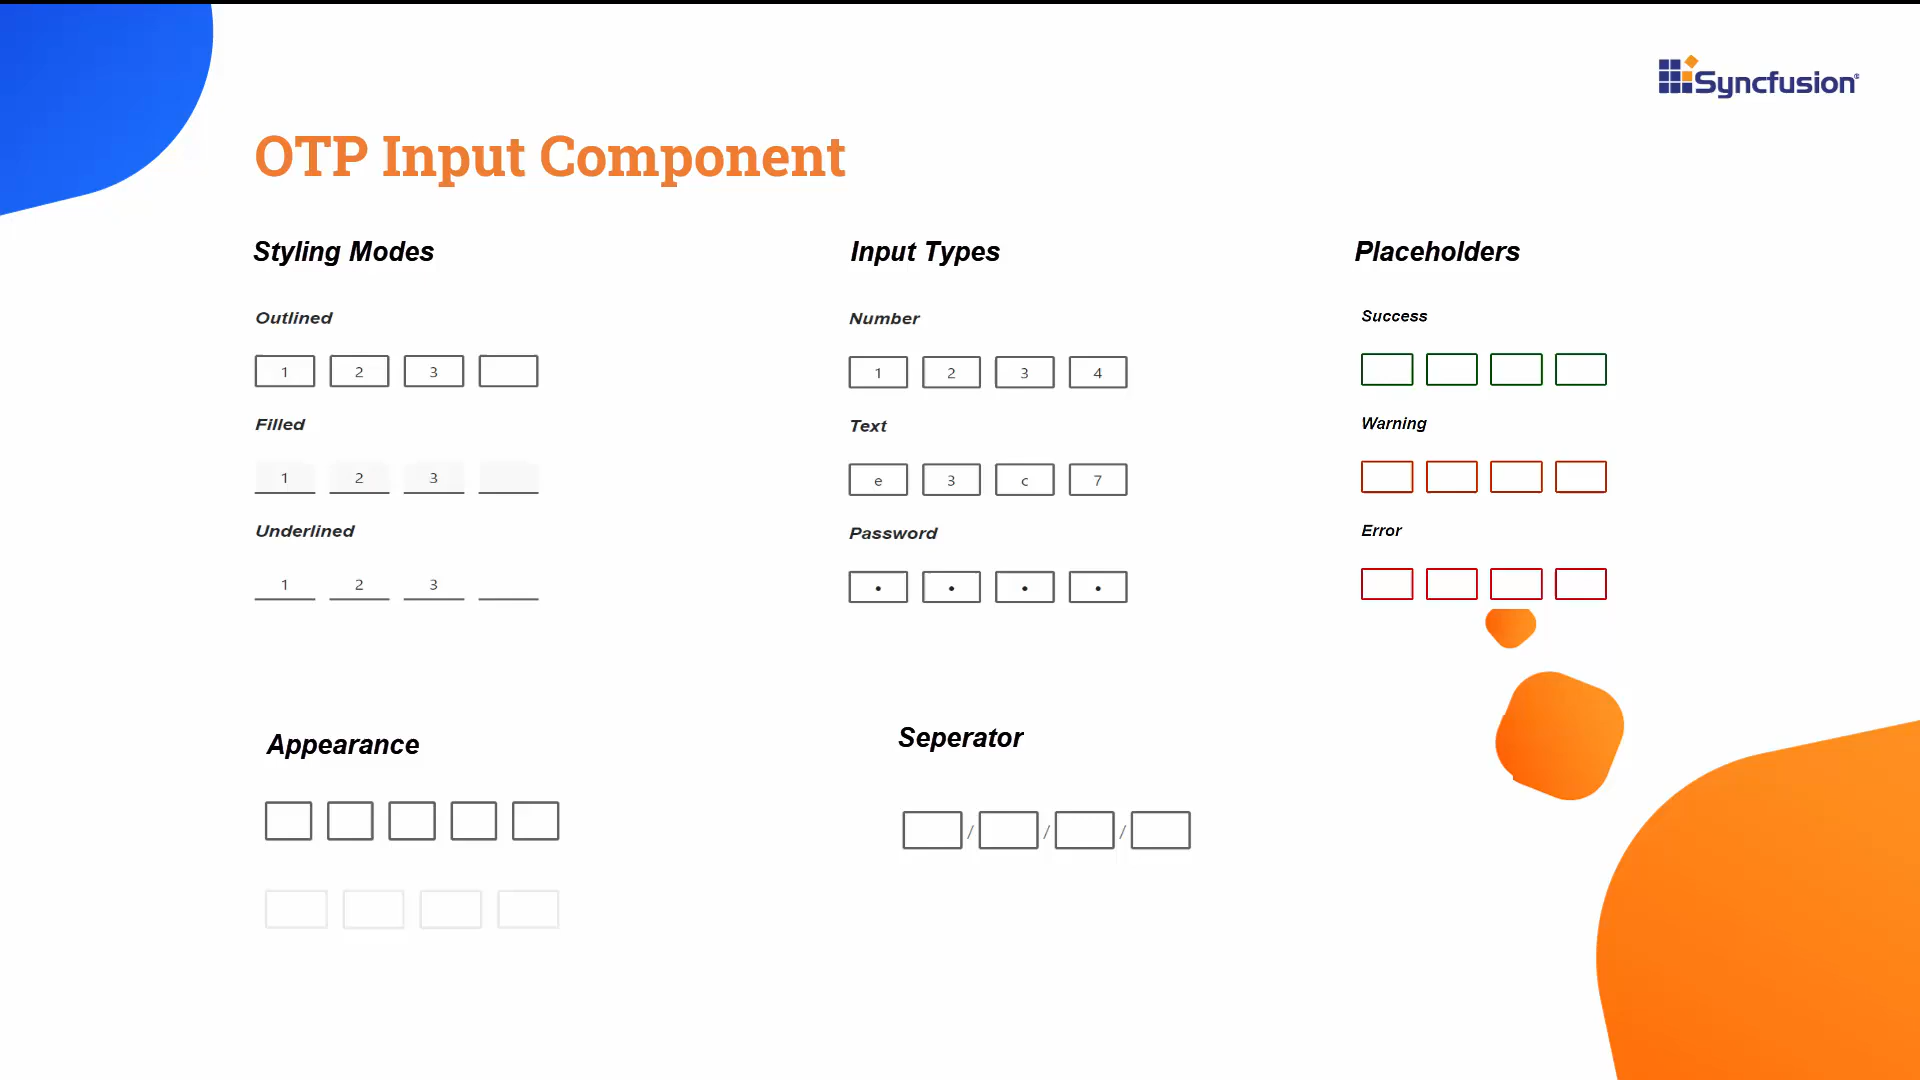 Syncfusion®
OTP Input Component
Styling Modes
Outlined
1 2 3
Filled
1 2 3
Underlined
1 2 3
Input Types
Number
1 2 3 4
Text
e 3 c 7
Password
• • • •
Placeholders
Success
Warning
Error
Appearance
Seperator
/ / /